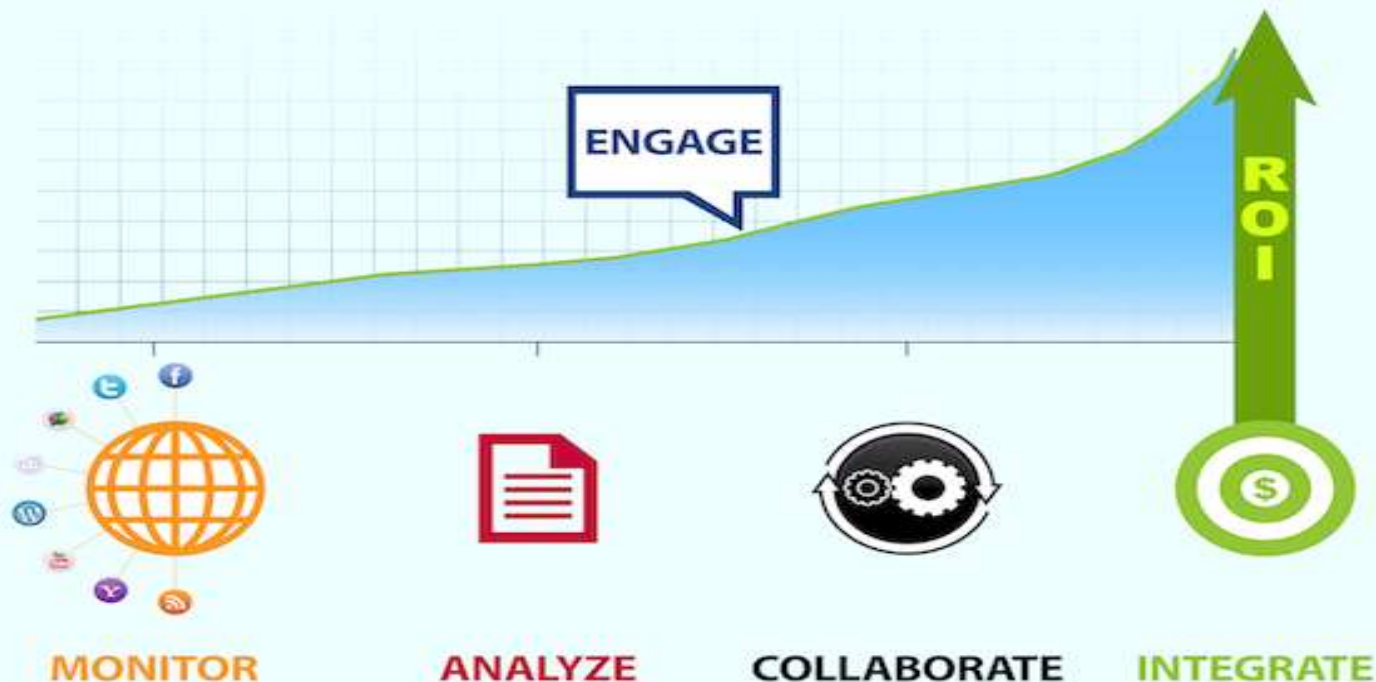 ENGAGE
ROI
$
MONITOR
ANALYZE
COLLABORATE
INTEGRATE